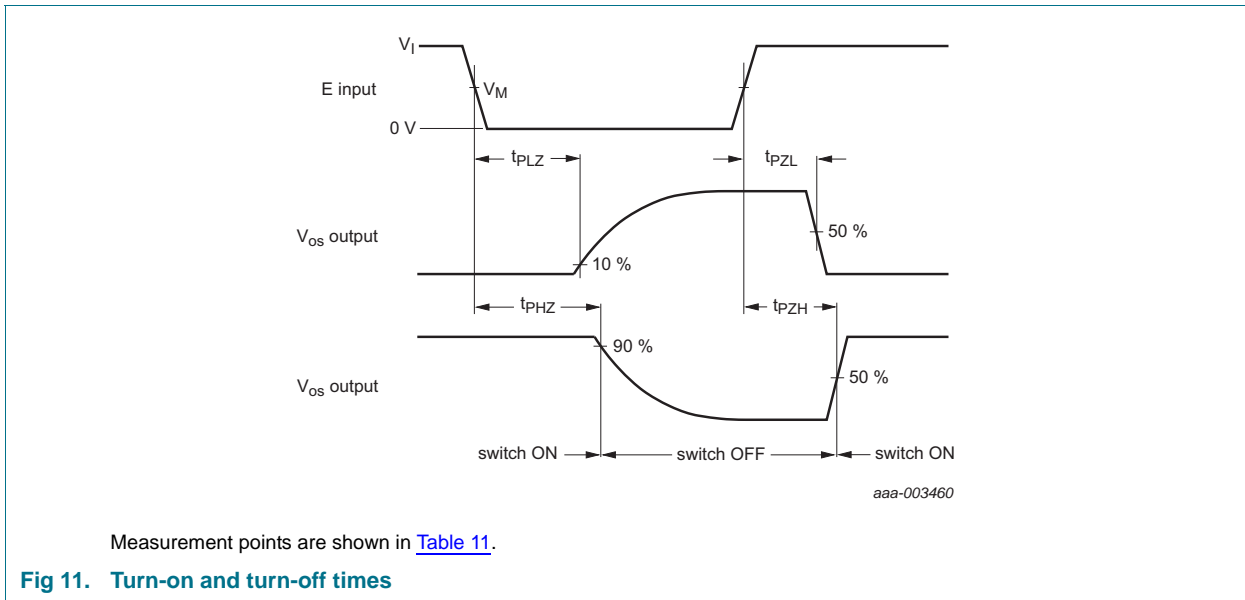 VI
E input
VM
0 V
tPLZ
tPZL
Vos output
50 %
10 %
tPHZ
tPZH
90 %
Vos output
50 %
switch ON
switch OFF
switch ON
aaa-003460
Measurement points are shown in Table 11.
Fig 11. Turn-on and turn-off times